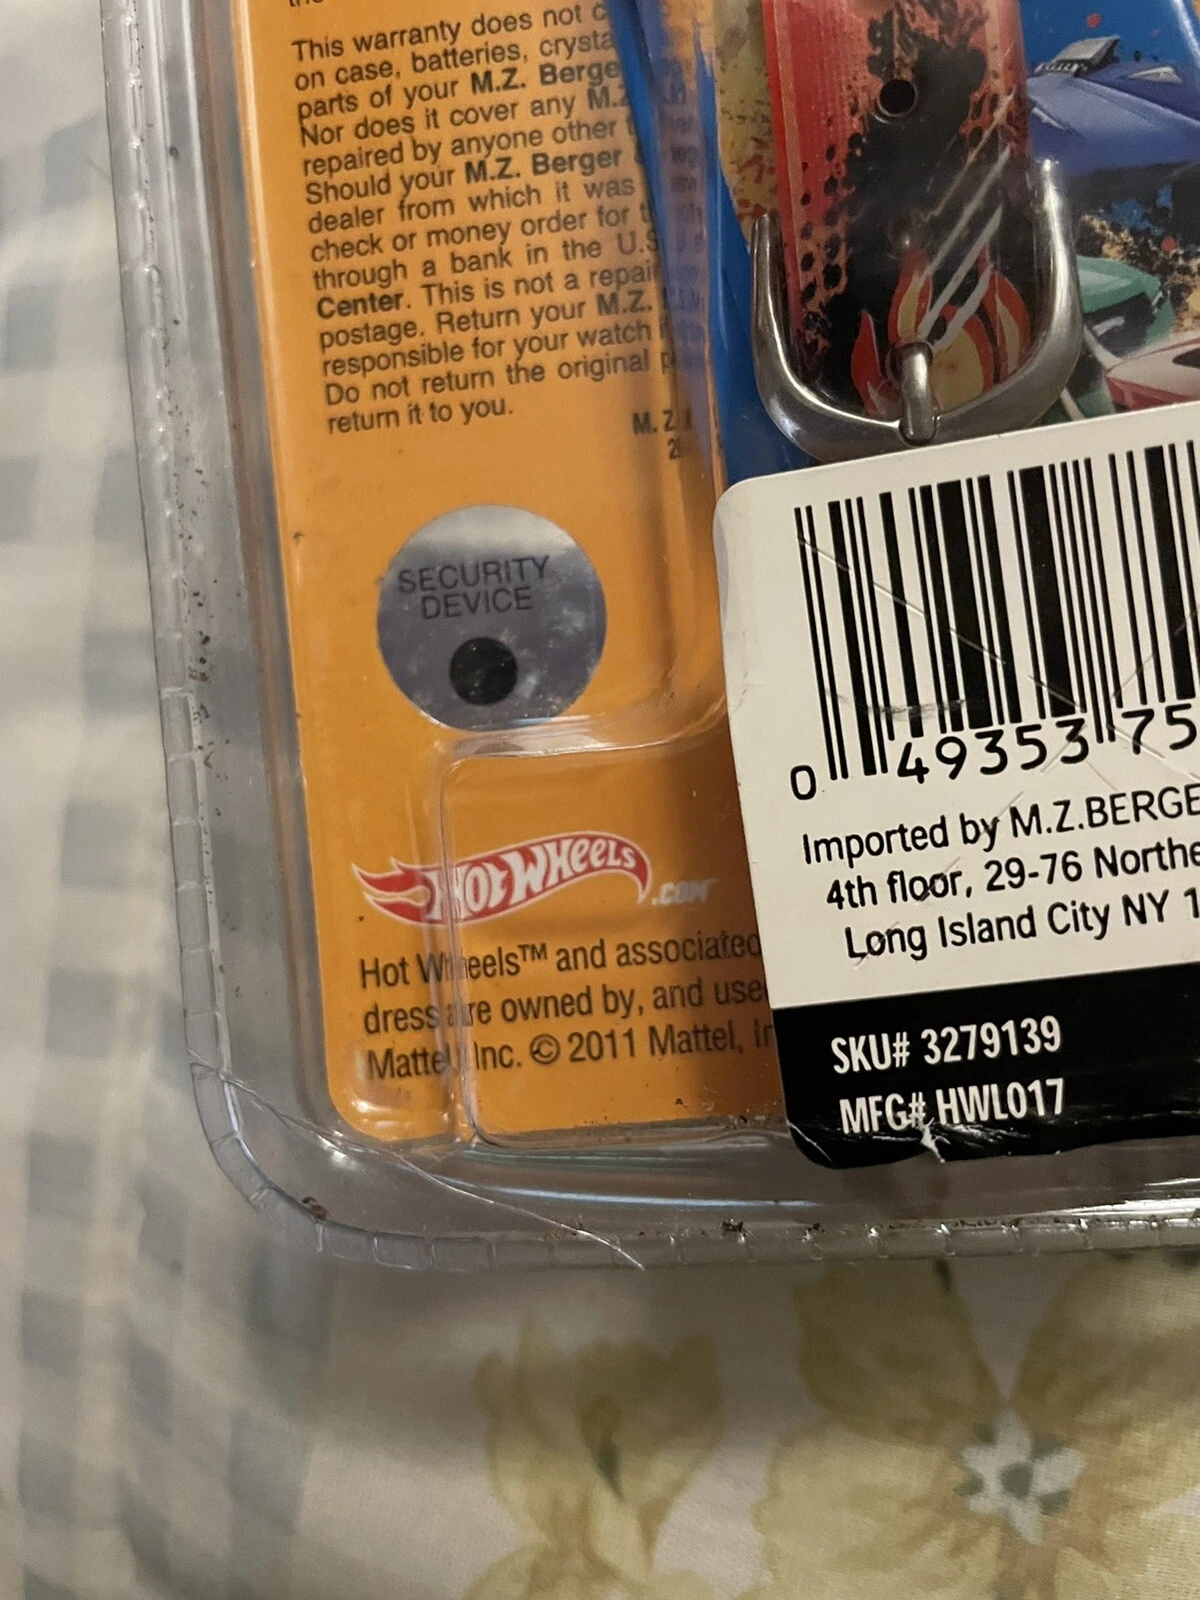 This warranty does not c
on case, batteries, crysta
parts of your M.Z. Berge
Nor does it cover any M.Z
repaired by anyone other t
Should your M.Z. Berger
dealer from which it was
check or money order for t
through a bank in the U.S
Center. This is not a repair
postage. Return your M.Z.
responsible for your watch i
Do not return the original p
return it to you.
M. Z
SECURITY
DEVICE
0 49353 75
Imported by M.Z.BERGE
4th floor, 29-76 Northe
Long Island City NY 1
HOT WHEELS.COM
Hot Wheels™ and associated
dress are owned by, and use
Mattel, Inc. © 2011 Mattel, In
SKU# 3279139
MFG# HWL017